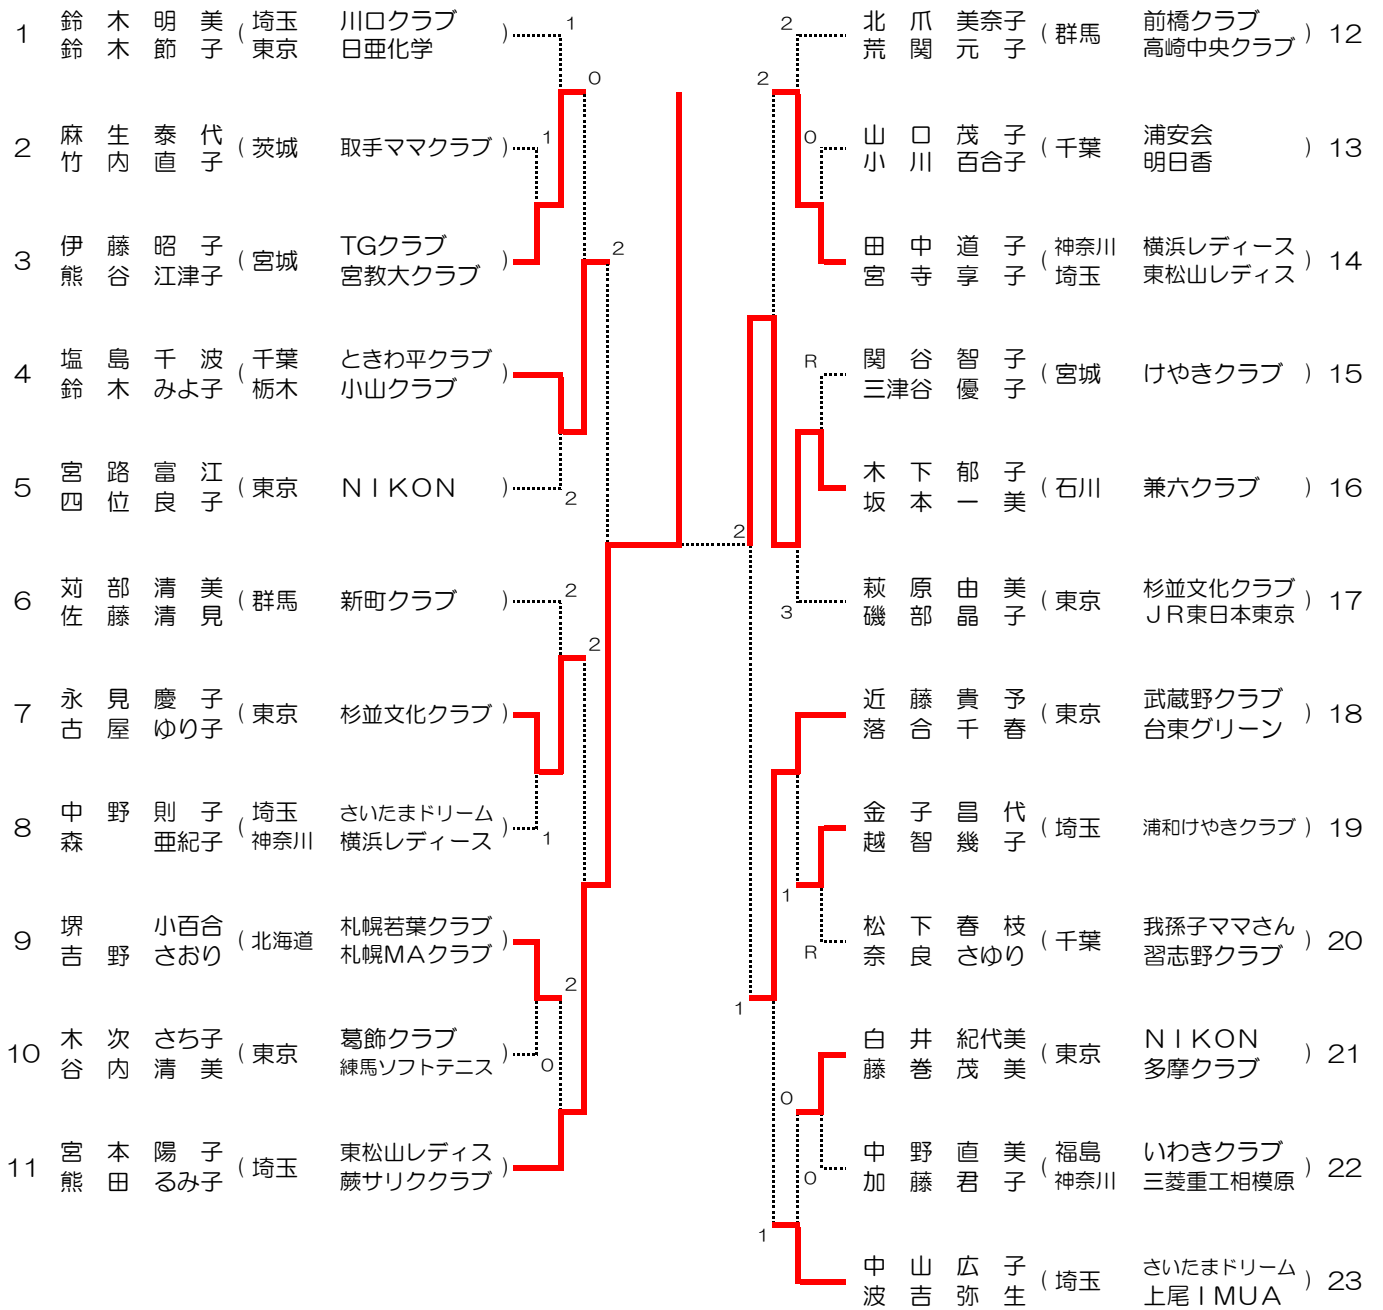 1 鈴木明美 (埼玉 川口クラブ) 1
鈴木節子 東京 日亜化学
0
2 麻生泰代 (茨城 取手ママクラブ) 1
竹内直子
3 伊藤昭子 (宮城 TGクラブ) 2
熊谷江津子 宮教大クラブ
4 塩島千波 (千葉 ときわ平クラブ)
鈴木みよ子 栃木 小山クラブ
5 宮路富江 (東京 NIKON) 2
四位良子
6 苅部清美 (群馬 新町クラブ) 2
佐藤清見
2
7 永見慶子 (東京 杉並文化クラブ)
古屋ゆり子
8 中野則子 (埼玉 さいたまドリーム) 1
森亜紀子 神奈川 横浜レディース
9 堺小百合 (北海道 札幌若葉クラブ)
吉野さおり 札幌MAクラブ
2
10 木次さち子 (東京 葛飾クラブ) 0
谷内清美 練馬ソフトテニス
11 宮本陽子 (埼玉 東松山レディス)
熊田るみ子 蕨サリククラブ
2 北爪美奈子 (群馬 前橋クラブ) 12
荒関元子 高崎中央クラブ
2
0 山口茂子 (千葉 浦安会) 13
小川百合子 明日香
田中道子 (神奈川 横浜レディース) 14
宮寺享子 埼玉 東松山レディス
R 関谷智子 (宮城 けやきクラブ) 15
三津谷優子
木下郁子 (石川 兼六クラブ) 16
坂本一美
2
3 萩原由美 (東京 杉並文化クラブ) 17
磯部晶子 JR東日本東京
近藤貴予 (東京 武蔵野クラブ) 18
落合千春 台東グリーン
金子昌代 (埼玉 浦和けやきクラブ) 19
越智幾子
1
R 松下春枝 (千葉 我孫子ママさん) 20
奈良さゆり 習志野クラブ
1
白井紀代美 (東京 NIKON) 21
藤巻茂美 多摩クラブ
0
0 中野直美 (福島 いわきクラブ) 22
加藤君子 神奈川 三菱重工相模原
1
中山広子 (埼玉 さいたまドリーム) 23
波吉弥生 上尾IMUA